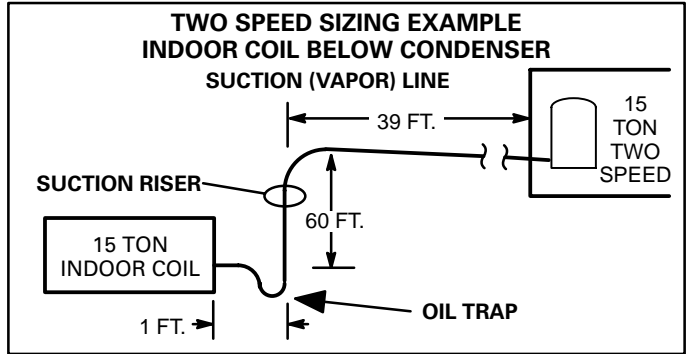 TWO SPEED SIZING EXAMPLE
INDOOR COIL BELOW CONDENSER
SUCTION (VAPOR) LINE
39 FT.
15
TON
TWO
SPEED
SUCTION RISER
60 FT.
15 TON
INDOOR COIL
OIL TRAP
1 FT.